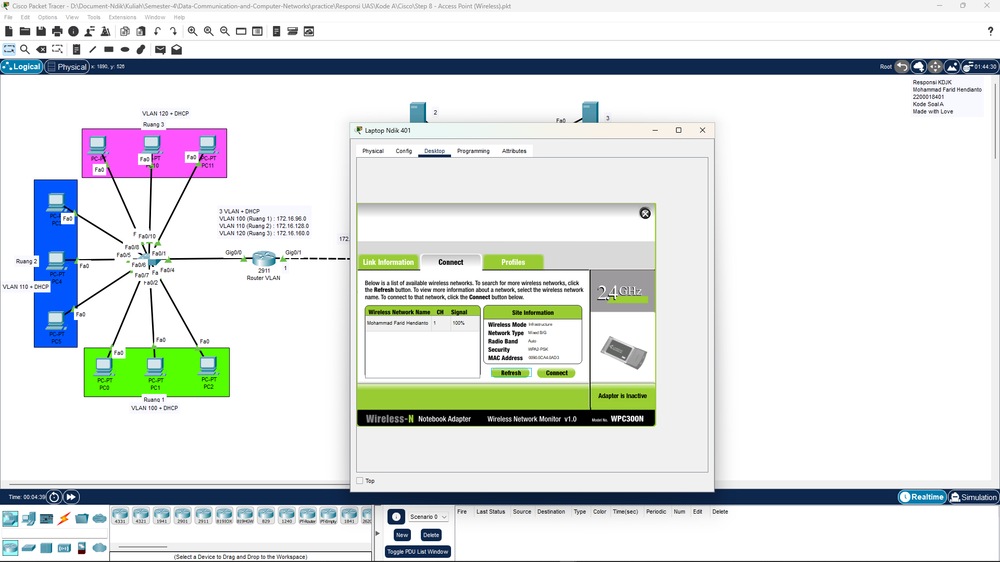 Cisco Packet Tracer - D:\Document-Ndik\Kuliah\Semester-4\Data-Communication-and-Computer-Networks\practice\Responsi UAS\Kode A\Cisco\Step 8 - Access Point (Wireless).pkt
File Edit Options View Tools Extensions Window Help
Logical Physical x: 1890, y: 526
Root 01:44:30
Responsi KDJK
Mohammad Farid Hendianto
2200018401
Kode Soal A
Made with Love
VLAN 120 + DHCP
Ruang 3
Fa0
Fa0
PC-PT
PC10
Fa0
PC-PT
PC11
Fa0
Ruang 2
PC-PT
PC4
Fa0
VLAN 110 + DHCP
Fa0
PC-PT
PC5
Fa0/10
Fa0/8
Fa0/5
Fa0/1
Fa0/6
Fa0/4
Fa0/7
Fa0/2
3 VLAN + DHCP
VLAN 100 (Ruang 1) : 172.16.96.0
VLAN 110 (Ruang 2) : 172.16.128.0
VLAN 120 (Ruang 3) : 172.16.160.0
172.
Gig0/0
Gig0/1
1
2911
Router VLAN
Fa0
Fa0
Fa0
PC-PT
PC0
PC-PT
PC1
PC-PT
PC2
Ruang 1
VLAN 100 + DHCP
2
Fa0
3
Laptop Ndik 401
Physical Config Desktop Programming Attributes
Link Information Connect Profiles
Below is a list of available wireless networks. To search for more wireless networks, click
the Refresh button. To view more information about a network, select the wireless network
name. To connect to that network, click the Connect button below.
2.4GHz
Wireless Network Name CH Signal
Mohammad Farid Hendianto 1 100%
Site Information
Wireless Mode Infrastructure
Network Type Mixed B/G
Radio Band Auto
Security WPA2-PSK
MAC Address 0090.0CA4.0AD3
Refresh Connect
Adapter is Inactive
Wireless-N Notebook Adapter Wireless Network Monitor v1.0 Model No. WPC300N
Top
Time: 00:04:39
Realtime Simulation
4331 4321 1941 2901 2911 819IOX 819HGW 829 1240 PT-Router PT-Empty 1841 2620
(Select a Device to Drag and Drop to the Workspace)
Scenario 0
New Delete
Toggle PDU List Window
Fire Last Status Source Destination Type Color Time(sec) Periodic Num Edit Delete